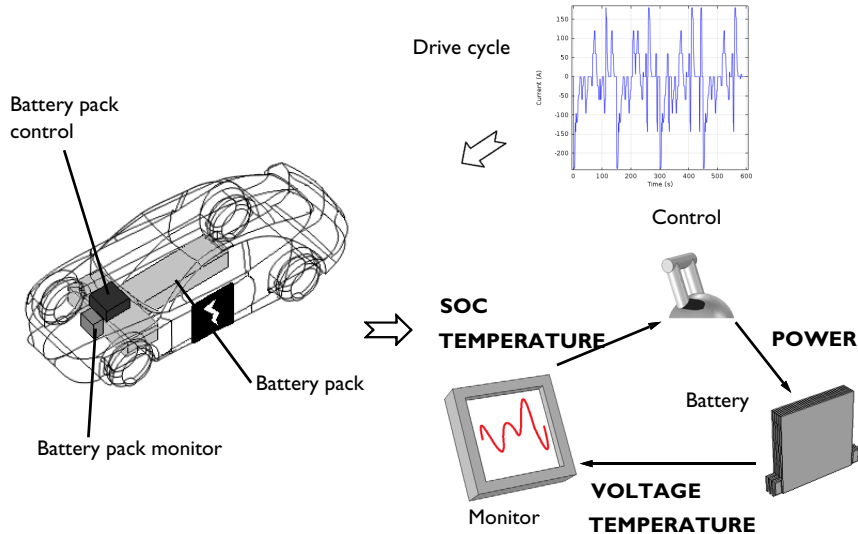 Drive cycle
Current (A)
150
100
50
0
-50
-100
-150
-200
0
100
200
300
400
500
600
Time (s)
Battery pack
control
Control
SOC
TEMPERATURE
POWER
Battery pack
Battery
Battery pack monitor
VOLTAGE
TEMPERATURE
Monitor